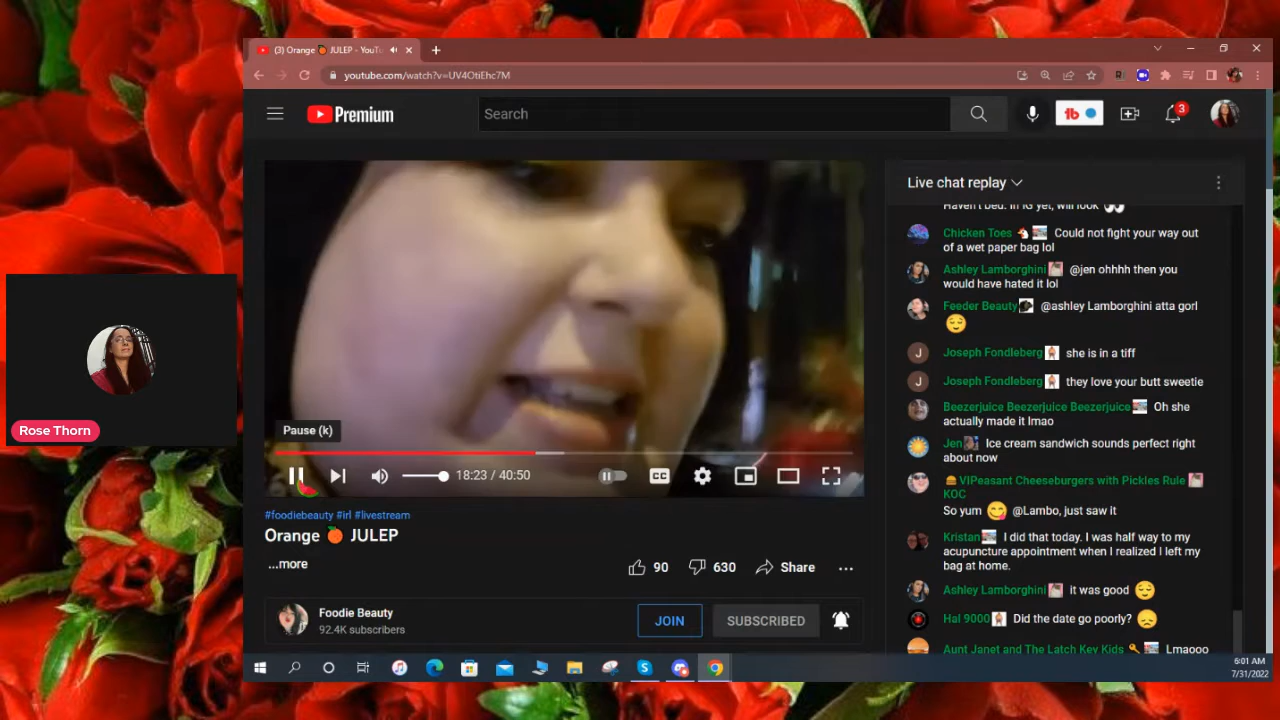 (3) Orange 🍊 JULEP - YouTu
youtube.com/watch?v=UV4OtiEhc7M
Premium
Search
3
Live chat replay
Haven't bed. In IG yet, will look 👀
Chicken Toes Could not fight your way out
of a wet paper bag lol
Ashley Lamborghini @jen ohhhh then you
would have hated it lol
Feeder Beauty @ashley Lamborghini atta gorl
😌
J Joseph Fondleberg she is in a tiff
J Joseph Fondleberg they love your butt sweetie
Beezerjuice Beezerjuice Beezerjuice Oh she
actually made it lmao
Jen Ice cream sandwich sounds perfect right
about now
🍔VIPeasant Cheeseburgers with Pickles Rule
KOC
So yum 😋 @Lambo, just saw it
Kristan I did that today. I was half way to my
acupuncture appointment when I realized I left my
bag at home.
Ashley Lamborghini it was good 😌
Hal 9000 Did the date go poorly? 😞
Aunt Janet and The Latch Key Kids Lmaooo
Pause (k)
18:23 / 40:50
CC
#foodiebeauty #irl #livestream
Orange 🍊 JULEP
...more
90
630
Share
Foodie Beauty
92.4K subscribers
JOIN
SUBSCRIBED
Rose Thorn
6:01 AM
7/31/2022